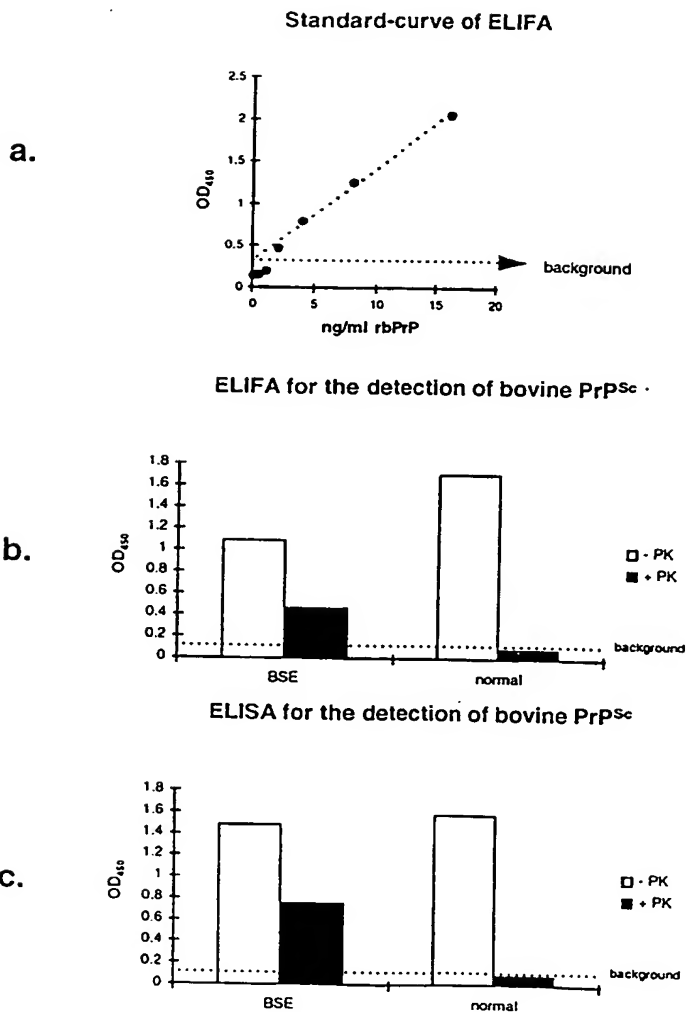 Standard-curve of ELIFA
a.
2.5
2
1.5
1
0.5
0
OD450
0 5 10 15 20
ng/ml rbPrP
background
ELIFA for the detection of bovine PrPSc
b.
1.8
1.6
1.4
1.2
1
0.8
0.6
0.4
0.2
0
OD450
BSE normal
- PK
+ PK
background
ELISA for the detection of bovine PrPSc
c.
1.8
1.6
1.4
1.2
1
0.8
0.6
0.4
0.2
0
OD450
BSE normal
- PK
+ PK
background